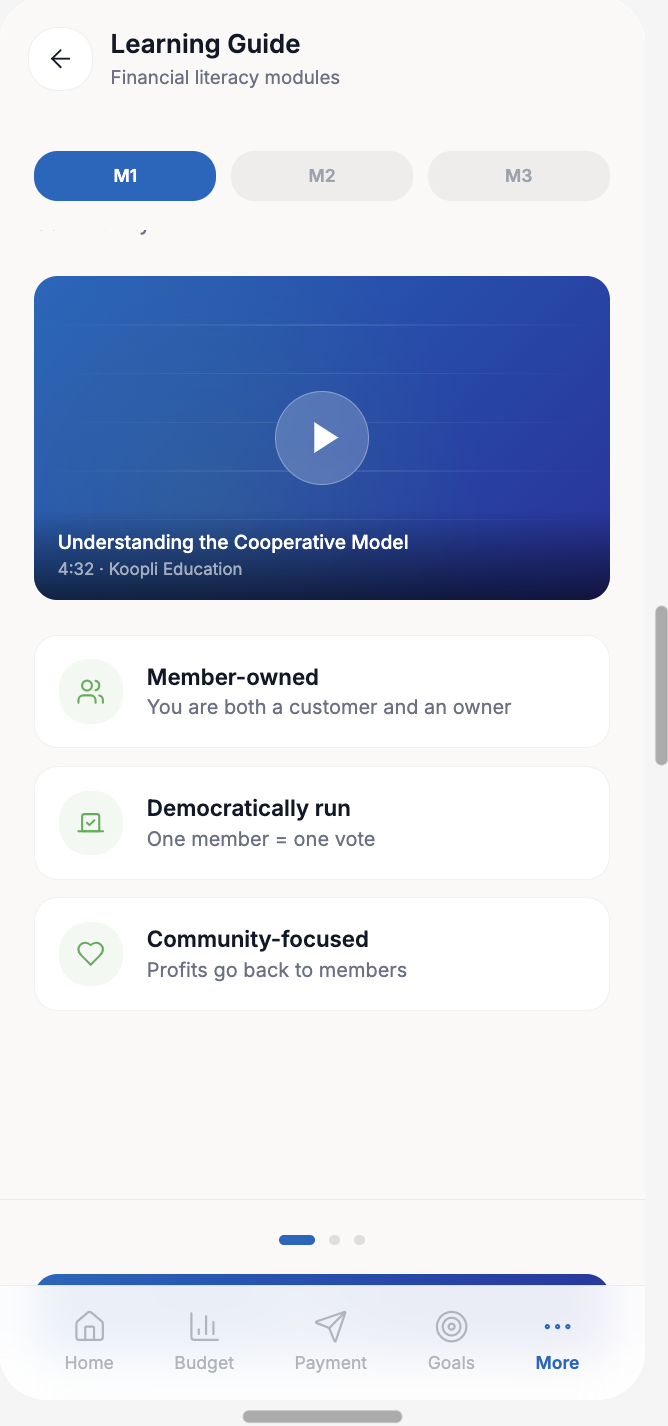 Learning Guide
Financial literacy modules
M1
M2
M3
Understanding the Cooperative Model
4:32 · Koopli Education
Member-owned
You are both a customer and an owner
Democratically run
One member = one vote
Community-focused
Profits go back to members
Home
Budget
Payment
Goals
More